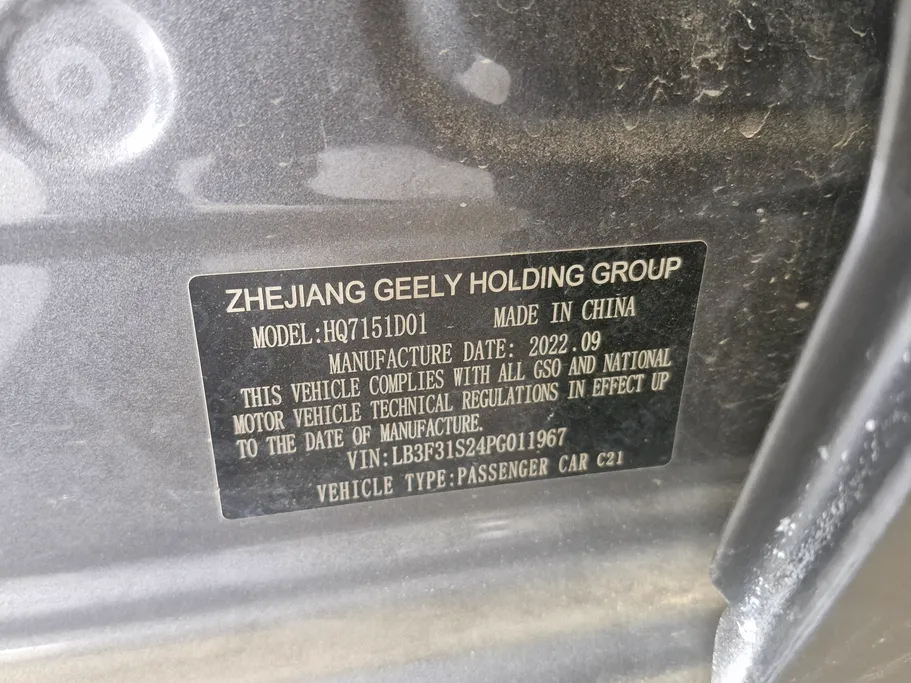 ZHEJIANG GEELY HOLDING GROUP
MODEL:HQ7151D01 MADE IN CHINA
MANUFACTURE DATE: 2022.09
THIS VEHICLE COMPLIES WITH ALL GSO AND NATIONAL
MOTOR VEHICLE TECHNICAL REGULATIONS IN EFFECT UP
TO THE DATE OF MANUFACTURE.
VIN:LB3F31S24PG011967
VEHICLE TYPE:PASSENGER CAR C21